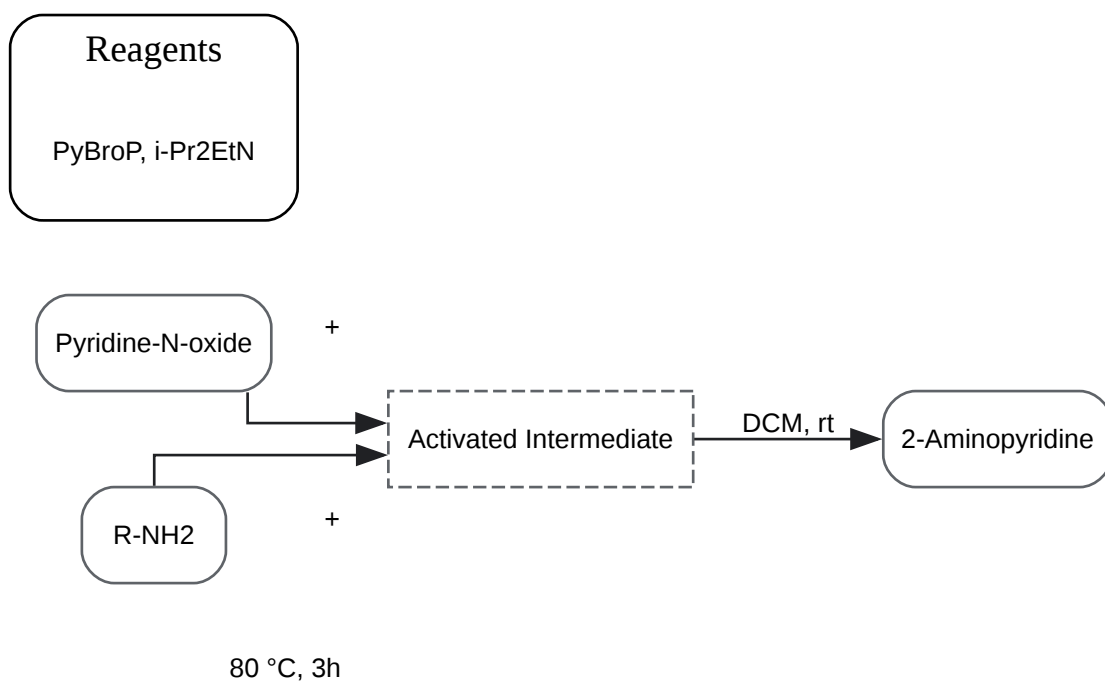 Reagents
PyBroP, i-Pr2EtN
Pyridine-N-oxide
+
Activated Intermediate
DCM, rt
2-Aminopyridine
R-NH2
+
80 °C, 3h